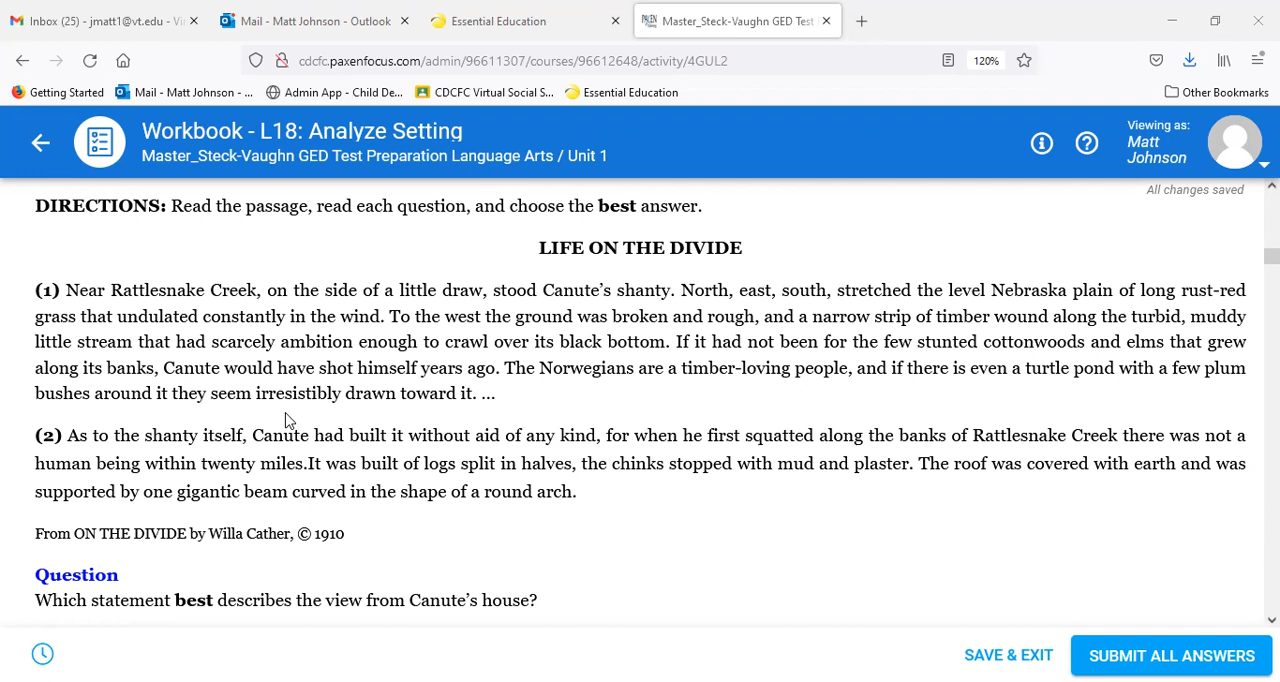 Inbox (25) - jmatt1@vt.edu - Vi
Mail - Matt Johnson - Outlook
Essential Education
Master_Steck-Vaughn GED Test
cdcfc.paxenfocus.com/admin/96611307/courses/96612648/activity/4GUL2
120%
Getting Started
Mail - Matt Johnson - ...
Admin App - Child De...
CDCFC Virtual Social S...
Essential Education
Other Bookmarks
Workbook - L18: Analyze Setting
Master_Steck-Vaughn GED Test Preparation Language Arts / Unit 1
Viewing as:
Matt
Johnson
All changes saved
DIRECTIONS: Read the passage, read each question, and choose the best answer.
LIFE ON THE DIVIDE
(1) Near Rattlesnake Creek, on the side of a little draw, stood Canute’s shanty. North, east, south, stretched the level Nebraska plain of long rust-red
grass that undulated constantly in the wind. To the west the ground was broken and rough, and a narrow strip of timber wound along the turbid, muddy
little stream that had scarcely ambition enough to crawl over its black bottom. If it had not been for the few stunted cottonwoods and elms that grew
along its banks, Canute would have shot himself years ago. The Norwegians are a timber-loving people, and if there is even a turtle pond with a few plum
bushes around it they seem irresistibly drawn toward it. ...
(2) As to the shanty itself, Canute had built it without aid of any kind, for when he first squatted along the banks of Rattlesnake Creek there was not a
human being within twenty miles.It was built of logs split in halves, the chinks stopped with mud and plaster. The roof was covered with earth and was
supported by one gigantic beam curved in the shape of a round arch.
From ON THE DIVIDE by Willa Cather, © 1910
Question
Which statement best describes the view from Canute’s house?
SAVE & EXIT
SUBMIT ALL ANSWERS